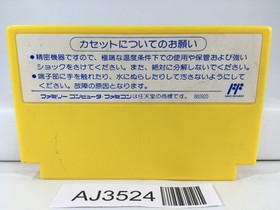 カセットについてのお願い
●精密機器ですので、極端な温度条件下での使用や保管および強い
ショックをさけてください。また、絶対に分解しないでください。
●端子部に手を触れたり、水にぬらしたりして汚さないようにして
ください。故障の原因となります。
ファミリーコンピュータ・ファミコンは任天堂の商標です。
AJ3524